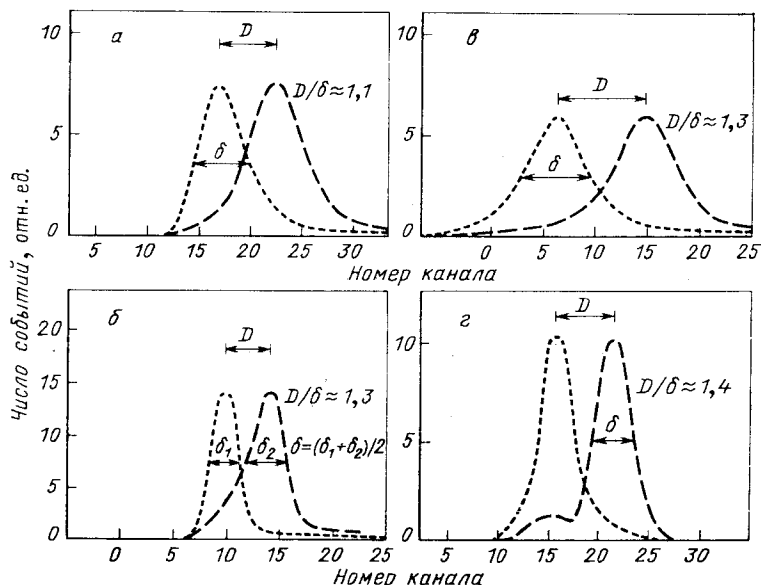 Число событий, отн. ед.
10
5
0
а
D
D/δ≈1,1
δ
5 10 15 20 25 30
10
5
0
в
D
D/δ≈1,3
δ
0 5 10 15 20 25
Номер канала
20
15
10
5
0
б
D
D/δ≈1,3
δ₁
δ₂
δ=(δ₁+δ₂)/2
0 5 10 15 20 25
Номер канала
10
5
0
г
D
D/δ≈1,4
δ
5 10 15 20 30
Номер канала